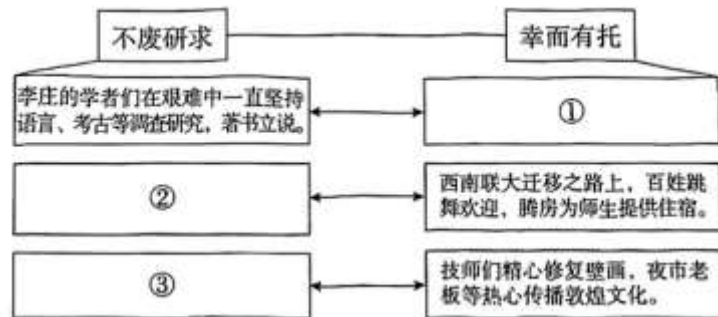 不废研求
幸而有托
李庄的学者们在艰难中一直坚持
语言、考古等调查研究，著书立说。
①
②
西南联大迁移之路上，百姓跳
舞欢迎，腾房为师生提供住宿。
③
技师们精心修复壁画，夜市老
板等热心传播敦煌文化。